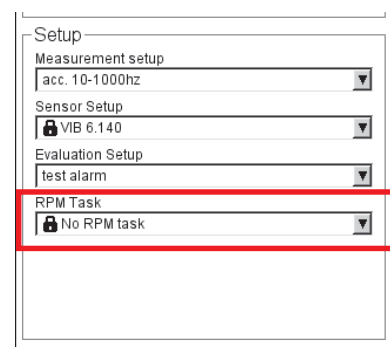 Setup
Measurement setup
acc. 10-1000hz
Sensor Setup
VIB 6.140
Evaluation Setup
test alarm
RPM Task
No RPM task